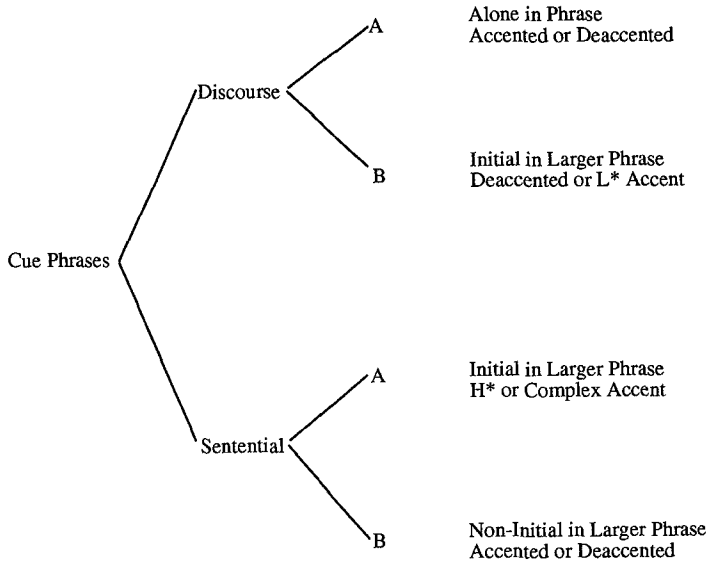 Alone in Phrase
A
Accented or Deaccented
Discourse
Initial in Larger Phrase
B
Deaccented or L* Accent
Cue Phrases
Initial in Larger Phrase
A
H* or Complex Accent
Sentential
Non-Initial in Larger Phrase
B
Accented or Deaccented